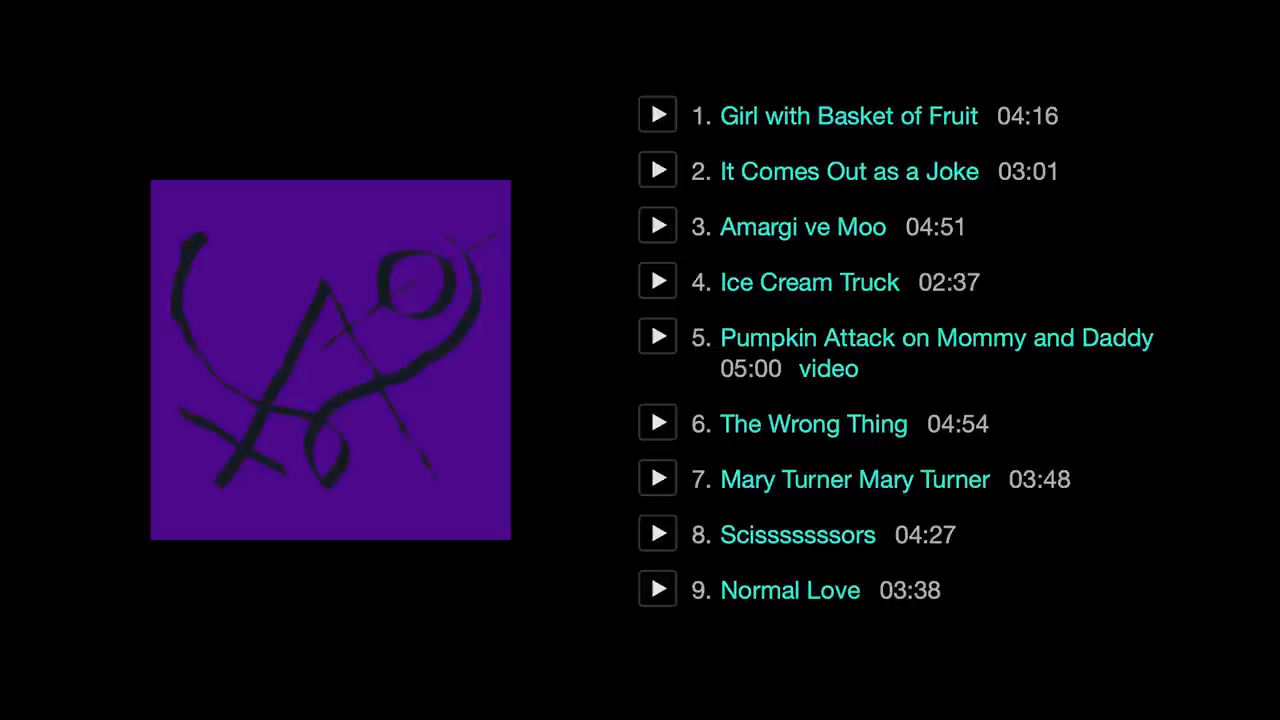 1. Girl with Basket of Fruit 04:16
2. It Comes Out as a Joke 03:01
3. Amargi ve Moo 04:51
4. Ice Cream Truck 02:37
5. Pumpkin Attack on Mommy and Daddy
05:00 video
6. The Wrong Thing 04:54
7. Mary Turner Mary Turner 03:48
8. Scisssssssors 04:27
9. Normal Love 03:38